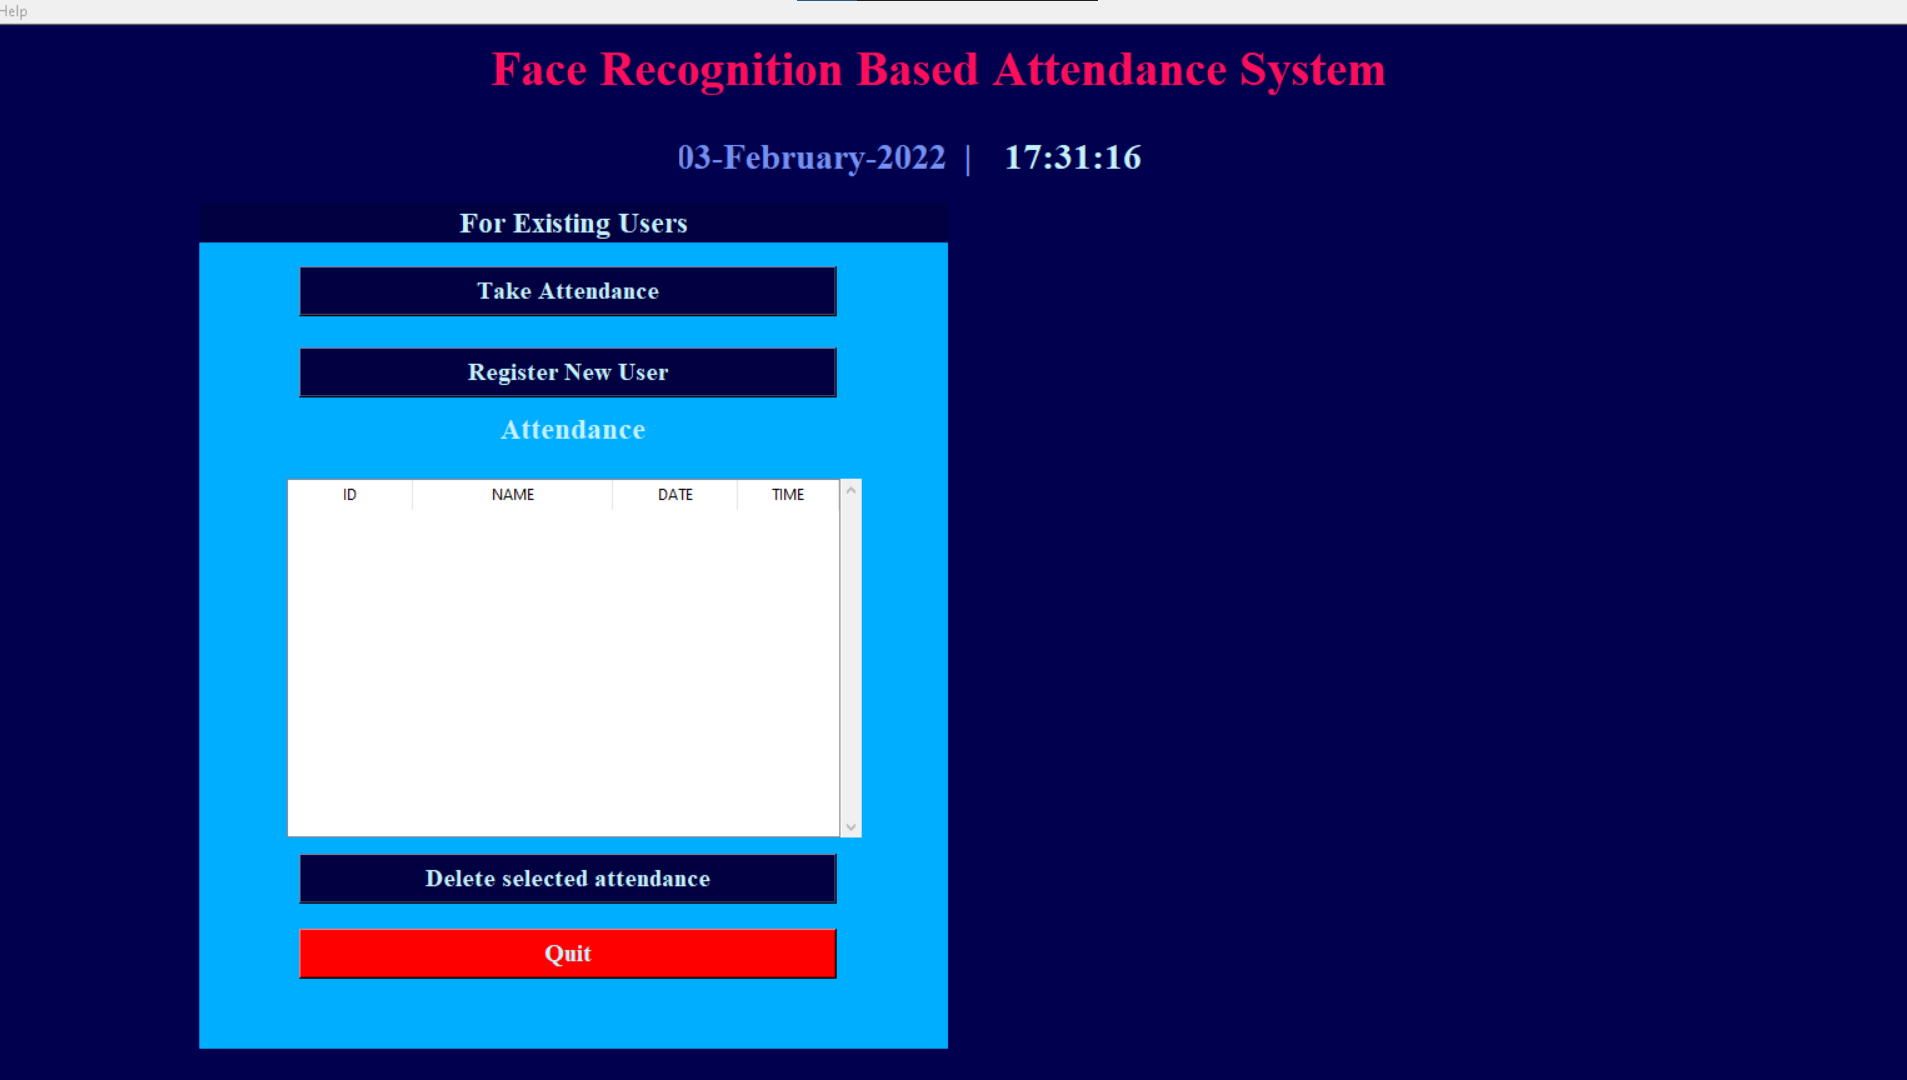 Help
Face Recognition Based Attendance System
03-February-2022 | 17:31:16
For Existing Users
Take Attendance
Register New User
Attendance
ID NAME DATE TIME
Delete selected attendance
Quit